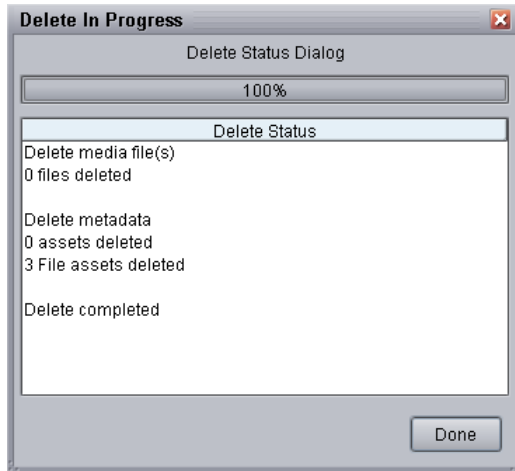 Delete In Progress
Delete Status Dialog
100%
Delete Status
Delete media file(s)
0 files deleted
Delete metadata
0 assets deleted
3 File assets deleted
Delete completed
Done